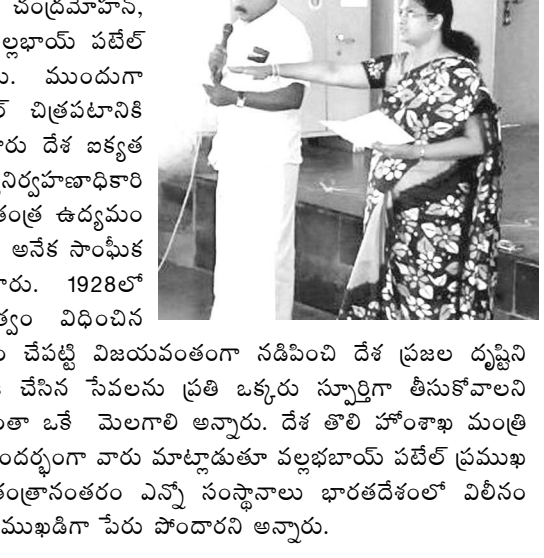 చంద్రమోహన్,
ల్లభాయ్ పటేల్
ు. ముందుగా
ల్ చిత్రపటానికి
ారు దేశ ఐక్యత
నిర్వహణాధికారి
తంత్ర ఉద్యమం
అనేక సాంఘీక
ారు. 1928లో
త్వం విధించిన
చేపట్టి విజయవంతంగా నడిపించి దేశ ప్రజల దృష్టిని
చేసిన సేవలను ప్రతి ఒక్కరు స్ఫూర్తిగా తీసుకోవాలని
ంతా ఒకే మెలగాలి అన్నారు. దేశ తొలి హోంశాఖ మంత్రి
ందర్భంగా వారు మాట్లాడుతూ వల్లభబాయ్ పటేల్ ప్రముఖ
తంత్రానంతరం ఎన్నో సంస్థానాలు భారతదేశంలో విలీనం
ముఖడిగా పేరు పోందారని అన్నారు.